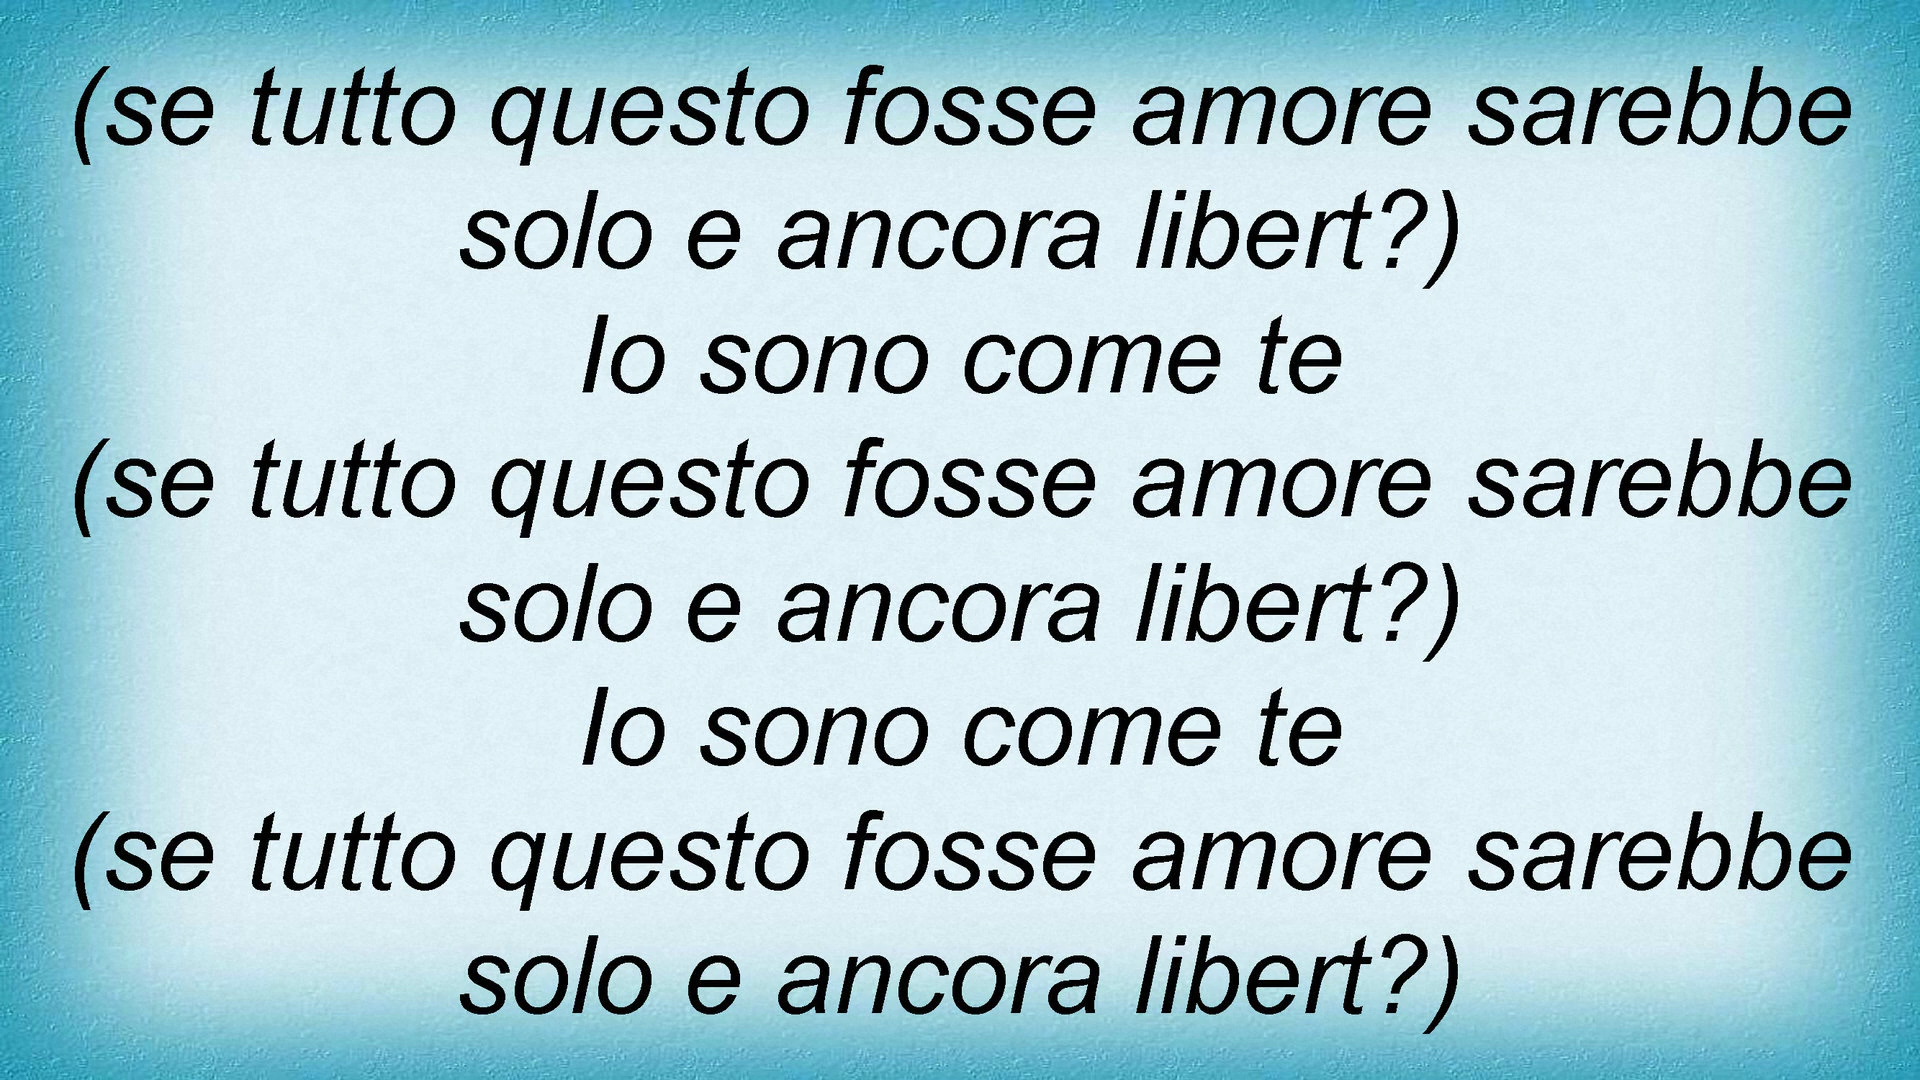 (se tutto questo fosse amore sarebbe
solo e ancora libert?)
Io sono come te
(se tutto questo fosse amore sarebbe
solo e ancora libert?)
Io sono come te
(se tutto questo fosse amore sarebbe
solo e ancora libert?)